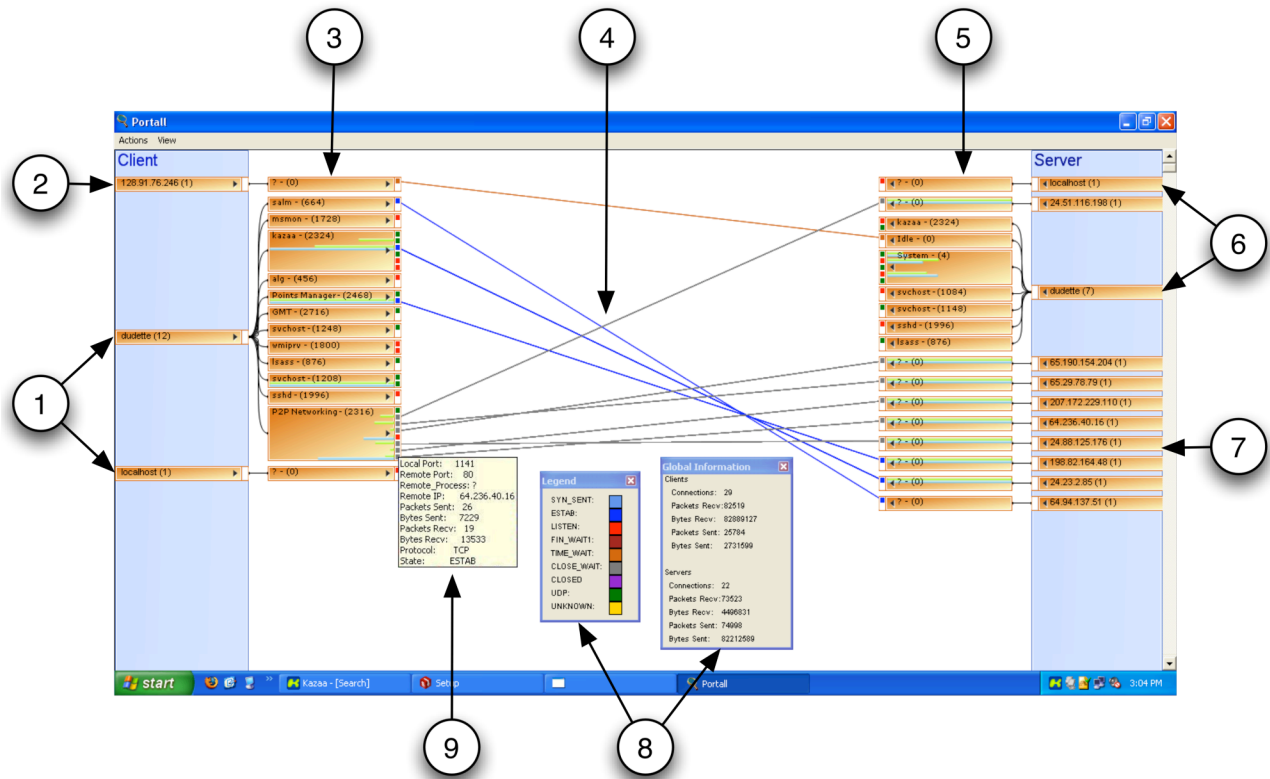 3
4
5
Portall
Actions View
Client
Server
2
128.91.76.246 (1)
? - (0)
? - (0)
localhost (1)
salm - (664)
? - (0)
24.51.116.198 (1)
msmon - (1728)
kazaa - (2324)
kazaa - (2324)
Idle - (0)
6
System - (4)
alg - (456)
Points Manager - (2468)
svchost-(1084)
dudette (7)
GMT - (2716)
svchost-(1148)
svchost - (1248)
sshd - (1996)
dudette (12)
wmiprv - (1800)
lsass - (876)
lsass - (876)
? - (0)
65.190.154.204 (1)
svchost - (1208)
? - (0)
65.29.78.79 (1)
sshd - (1996)
? - (0)
207.172.229.110 (1)
1
P2P Networking - (2316)
? - (0)
64.236.40.16 (1)
? - (0)
24.88.125.176 (1)
7
? - (0)
198.82.164.48 (1)
localhost (1)
? - (0)
? - (0)
24.23.2.85 (1)
? - (0)
64.94.137.51 (1)
Local Port: 1141
Remote Port: 80
Remote_Process: ?
Remote IP: 64.236.40.16
Packets Sent: 26
Bytes Sent: 7229
Packets Recv: 19
Bytes Recv: 13533
Protocol: TCP
State: ESTAB
Legend
SYN_SENT:
ESTAB:
LISTEN:
FIN_WAIT1:
TIME_WAIT:
CLOSE_WAIT:
CLOSED
UDP:
UNKNOWN:
Global Information
Clients
Connections: 29
Packets Recv:82519
Bytes Recv: 82889127
Packets Sent: 25784
Bytes Sent: 2731599
Servers
Connections: 22
Packets Recv:73523
Bytes Recv: 4496831
Packets Sent: 74998
Bytes Sent: 82212589
start
Kazaa - [Search]
Setup
Portall
3:04 PM
9
8